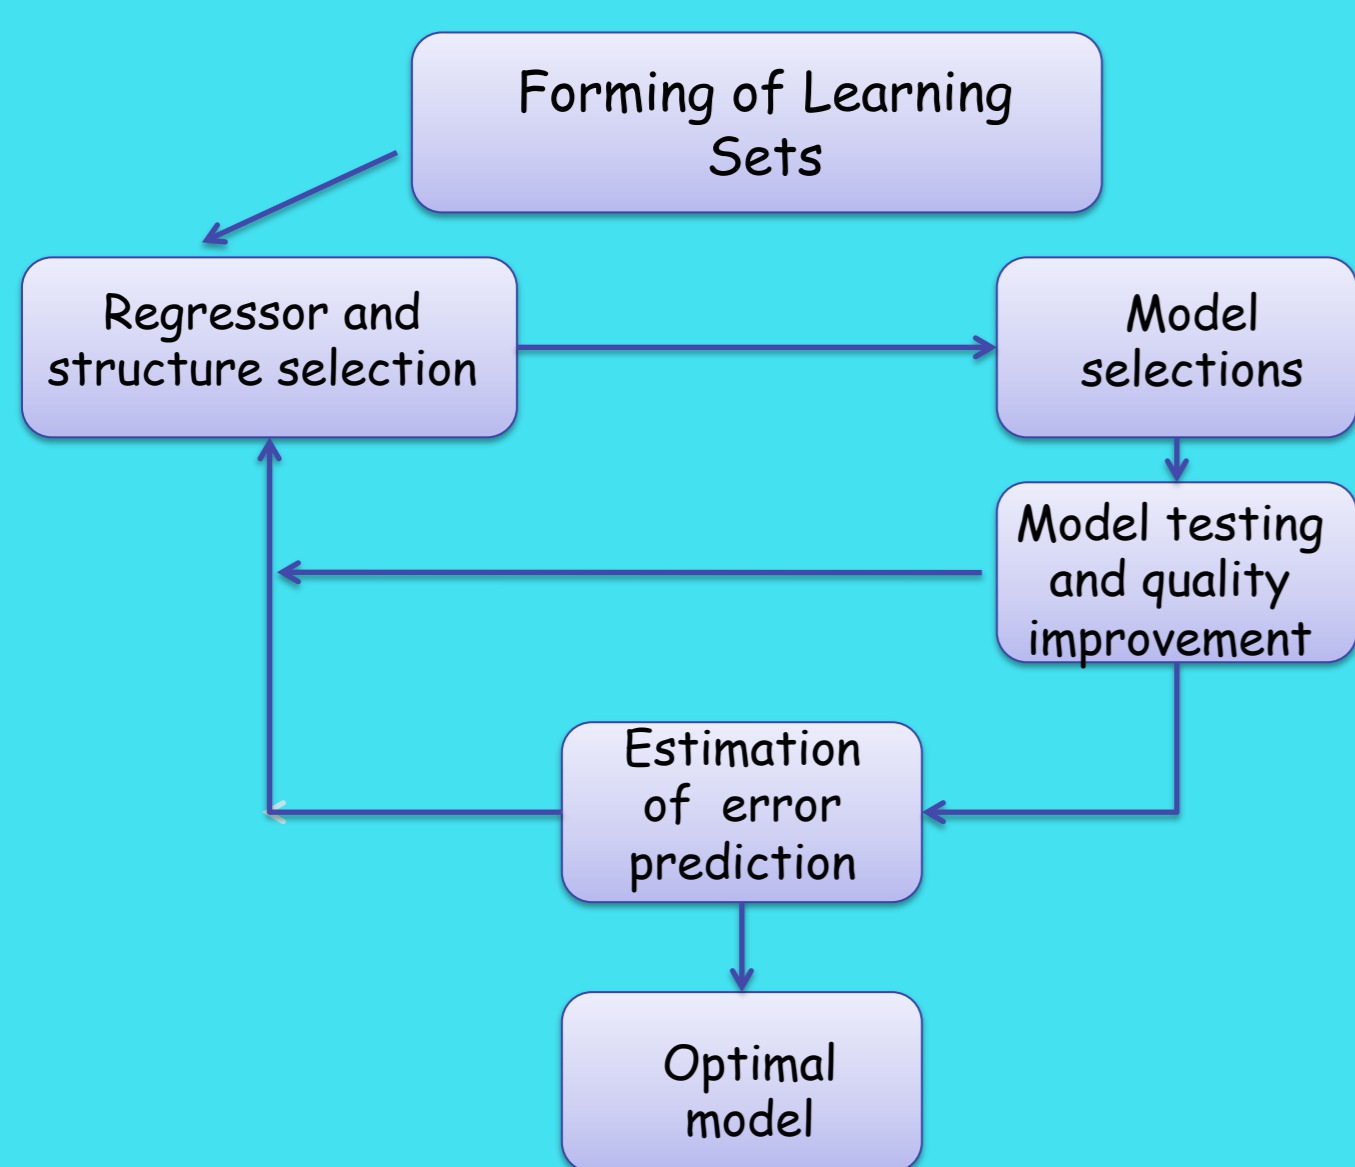 Forming of Learning
Sets
Regressor and
structure selection
Model
selections
Model testing
and quality
improvement
Estimation
of error
prediction
Optimal
model